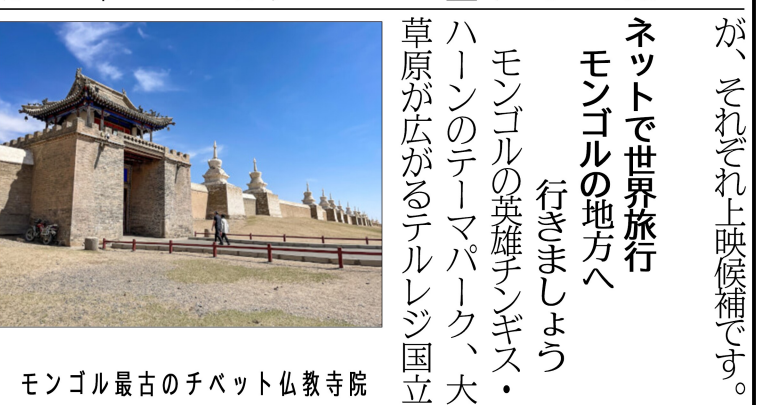 が、それぞれ上映候補です。
ネットで世界旅行
モンゴルの地方へ
行きましょう
モンゴルの英雄チンギス・
ハーンのテーマパーク、大
草原が広がるテルレジ国立
モンゴル最古のチベット仏教寺院